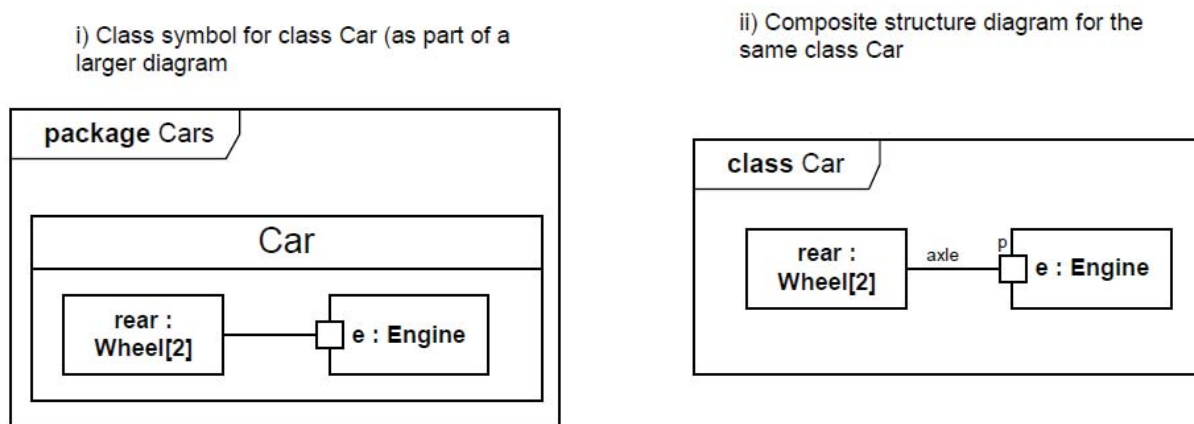 i) Class symbol for class Car (as part of a
larger diagram
package Cars
Car
rear :
Wheel[2]
e : Engine
ii) Composite structure diagram for the
same class Car
class Car
rear :
Wheel[2]
axle
p
e : Engine